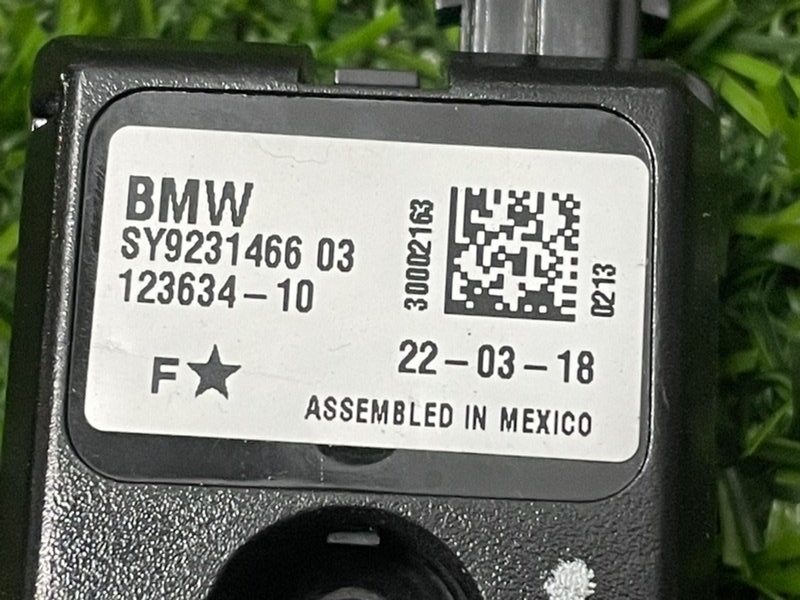 BMW
SY9231466 03
123634-10
30002163
0213
F★
22-03-18
ASSEMBLED IN MEXICO